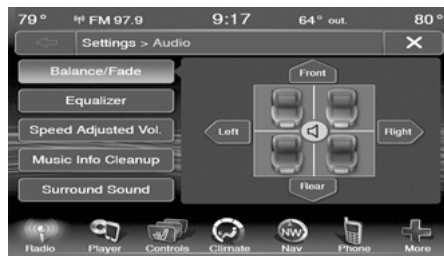 79° FM 97.9 9:17 64° out. 80°
Settings > Audio X
Balance/Fade
Equalizer
Speed Adjusted Vol.
Music Info Cleanup
Surround Sound
Front
Left
Right
Rear
Radio Player Controls Climate NW Nav Phone More